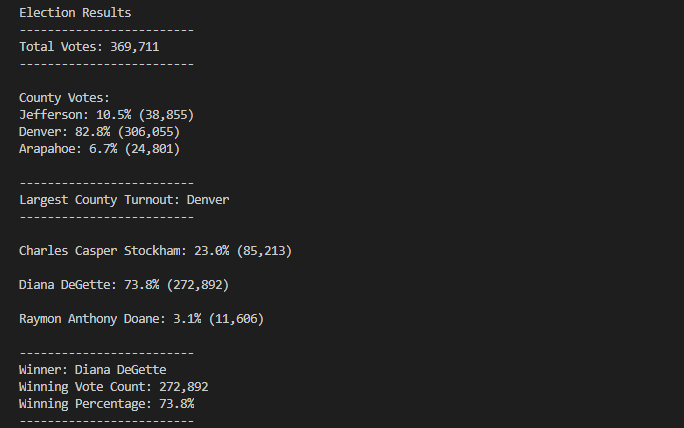 Election Results
-------------------------
Total Votes: 369,711
-------------------------
County Votes:
Jefferson: 10.5% (38,855)
Denver: 82.8% (306,055)
Arapahoe: 6.7% (24,801)
-------------------------
Largest County Turnout: Denver
-------------------------
Charles Casper Stockham: 23.0% (85,213)
Diana DeGette: 73.8% (272,892)
Raymon Anthony Doane: 3.1% (11,606)
-------------------------
Winner: Diana DeGette
Winning Vote Count: 272,892
Winning Percentage: 73.8%
-------------------------